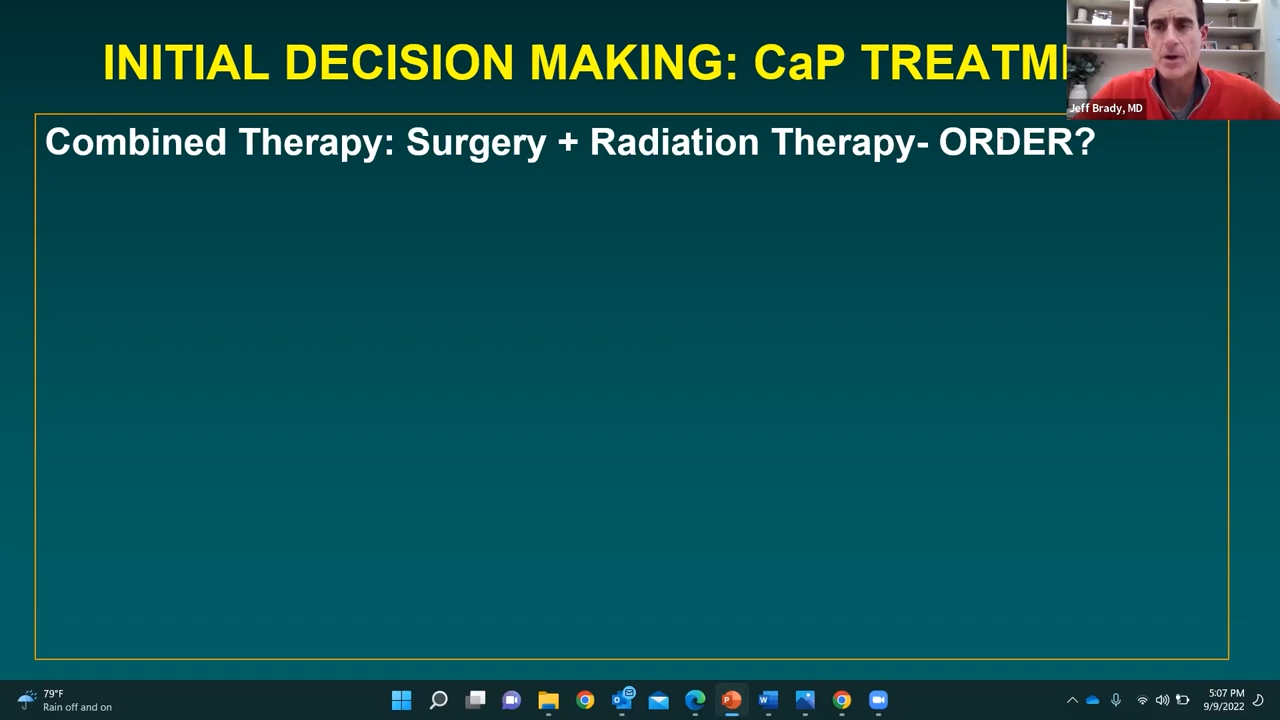 INITIAL DECISION MAKING: CaP TREATM
Jeff Brady, MD
Combined Therapy: Surgery + Radiation Therapy- ORDER?
79°F
Rain off and on
5:07 PM
9/9/2022